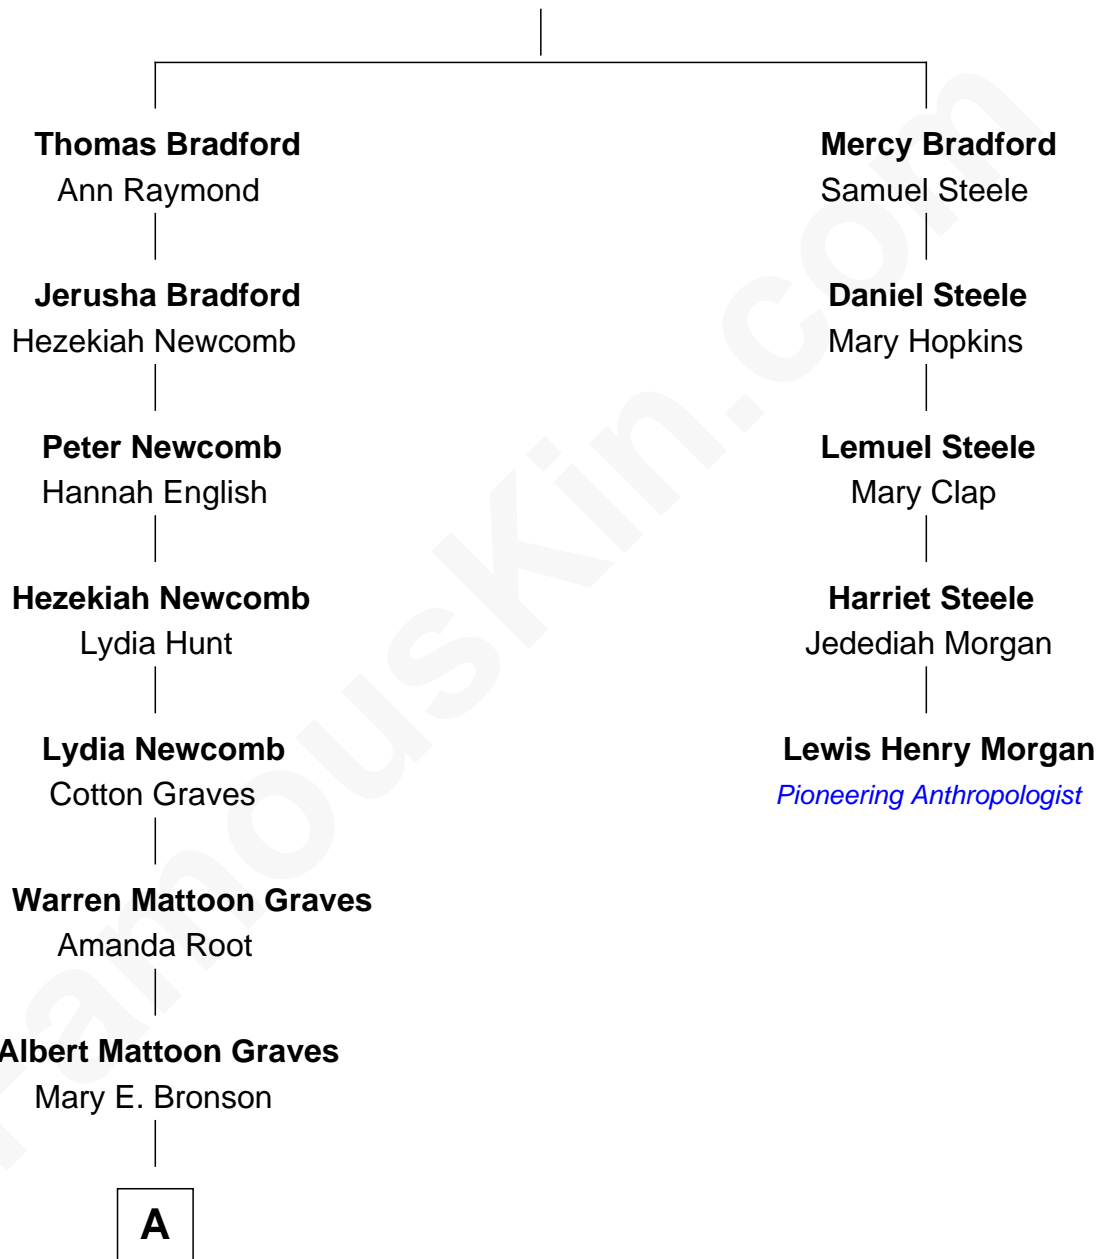 Thomas Bradford
Ann Raymond
Jerusha Bradford
Hezekiah Newcomb
Peter Newcomb
Hannah English
Hezekiah Newcomb
Lydia Hunt
Lydia Newcomb
Cotton Graves
Warren Mattoon Graves
Amanda Root
Albert Mattoon Graves
Mary E. Bronson
A
Mercy Bradford
Samuel Steele
Daniel Steele
Mary Hopkins
Lemuel Steele
Mary Clap
Harriet Steele
Jedediah Morgan
Lewis Henry Morgan
Pioneering Anthropologist
FamousKin.com